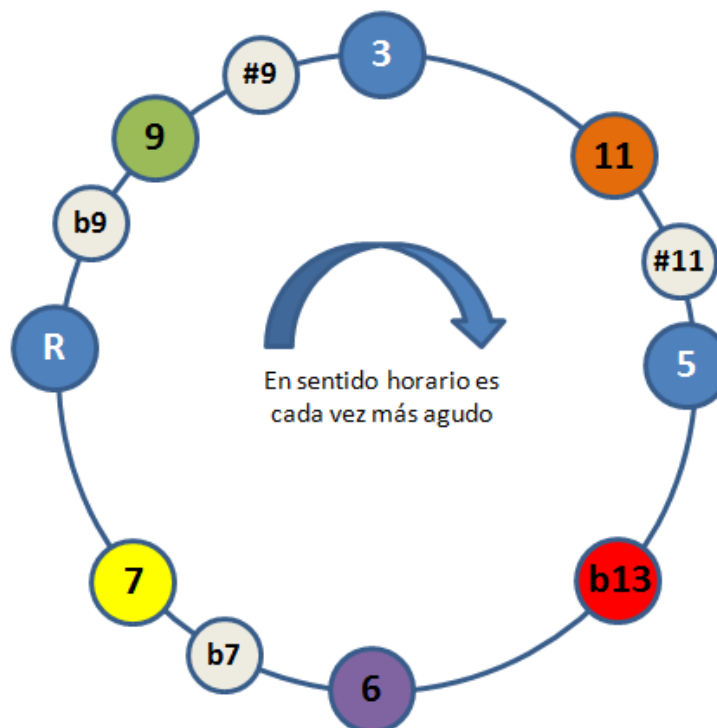 3
#9
9
11
b9
#11
R
5
En sentido horario es
cada vez más agudo
7
b13
b7
6